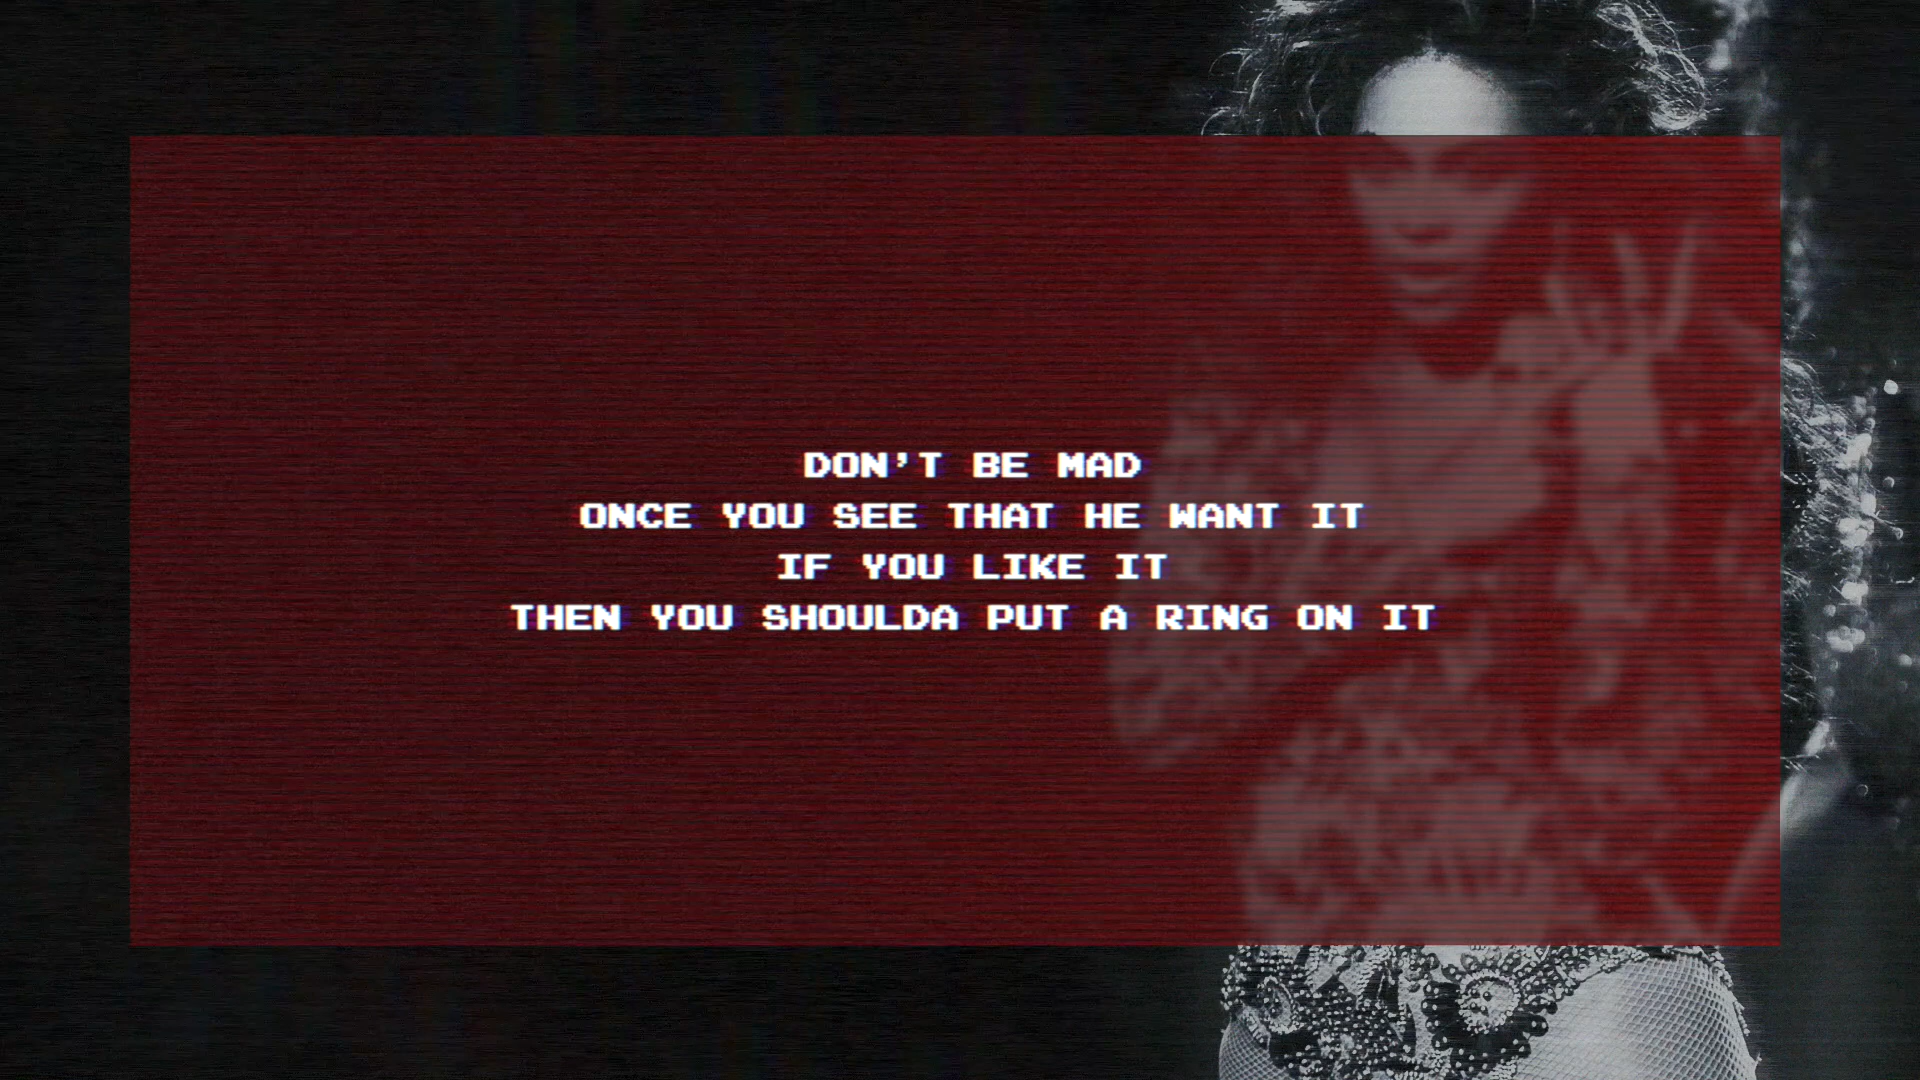 DON'T BE MAD
ONCE YOU SEE THAT HE WANT IT
IF YOU LIKE IT
THEN YOU SHOULDA PUT A RING ON IT